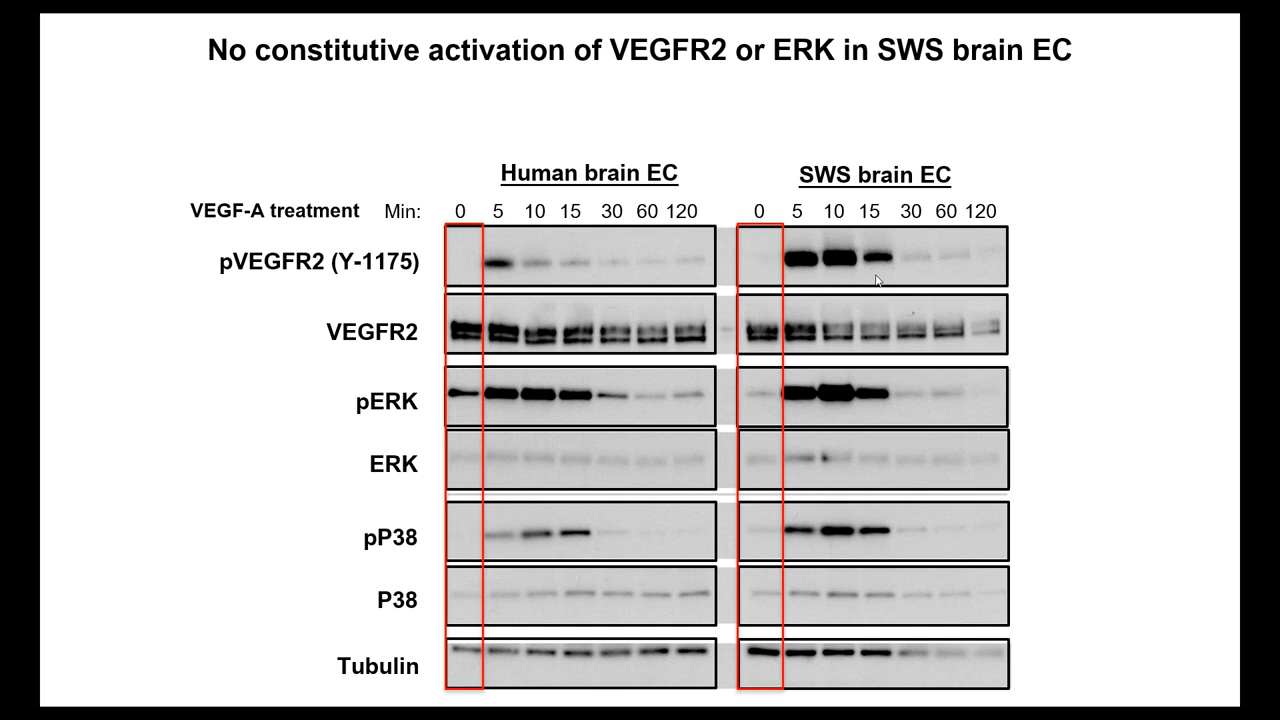 No constitutive activation of VEGFR2 or ERK in SWS brain EC
Human brain EC SWS brain EC
VEGF-A treatment Min: 0 5 10 15 30 60 120 0 5 10 15 30 60 120
pVEGFR2 (Y-1175)
VEGFR2
pERK
ERK
pP38
P38
Tubulin